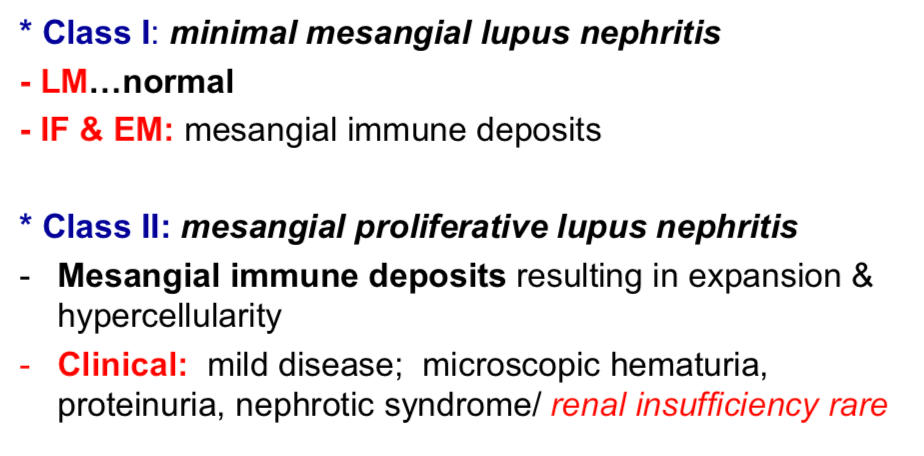 * Class I: minimal mesangial lupus nephritis
- LM…normal
- IF & EM: mesangial immune deposits
* Class II: mesangial proliferative lupus nephritis
- Mesangial immune deposits resulting in expansion &
hypercellularity
- Clinical: mild disease; microscopic hematuria,
proteinuria, nephrotic syndrome/ renal insufficiency rare